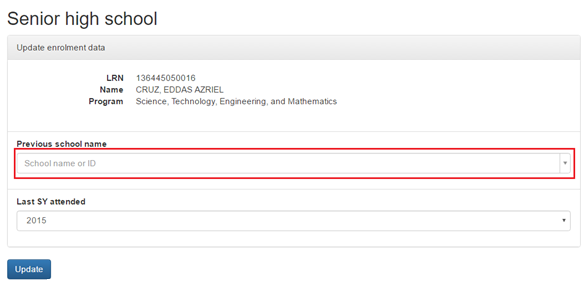 Senior high school
Update enrolment data
LRN 136445050016
Name CRUZ, EDDAS AZRIEL
Program Science, Technology, Engineering, and Mathematics
Previous school name
School name or ID
Last SY attended
2015
Update